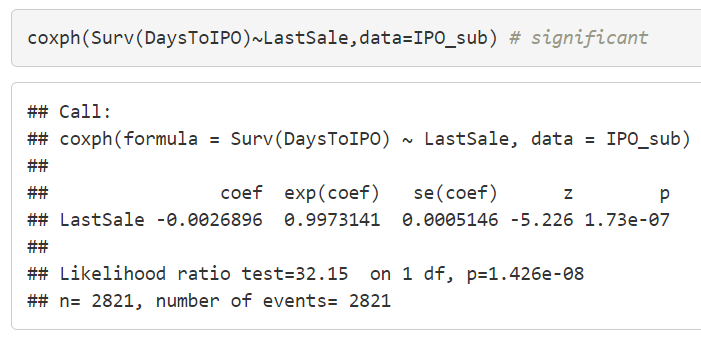 coxph(Surv(DaysToIPO)~LastSale,data=IPO_sub) # significant
## Call:
## coxph(formula = Surv(DaysToIPO) ~ LastSale, data = IPO_sub)
##
##                coef  exp(coef)   se(coef)      z        p
## LastSale -0.0026896  0.9973141  0.0005146 -5.226 1.73e-07
##
## Likelihood ratio test=32.15  on 1 df, p=1.426e-08
## n= 2821, number of events= 2821